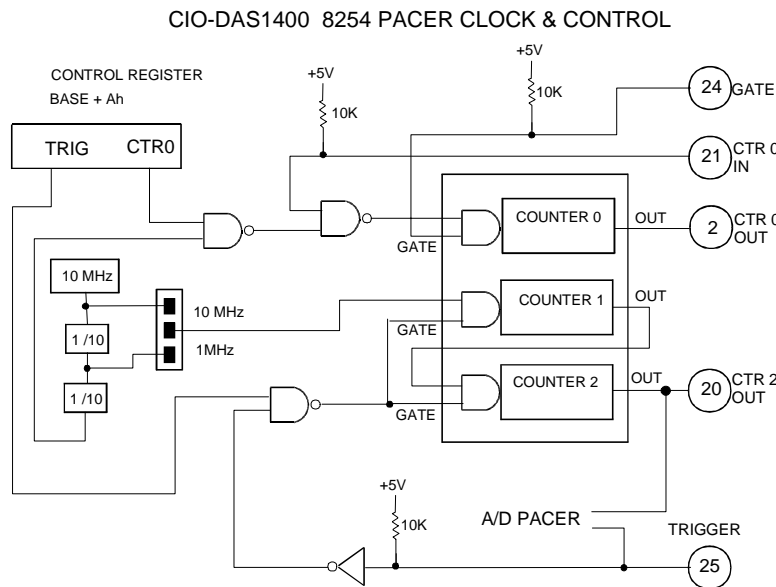 CIO-DAS1400 8254 PACER CLOCK & CONTROL
CONTROL REGISTER
BASE + Ah
TRIG CTR0
+5V
10K
+5V
10K
24 GATE
21 CTR 0
IN
COUNTER 0
OUT
2 CTR 0
OUT
GATE
10 MHz
10 MHz
1MHz
1 /10
1 /10
COUNTER 1
OUT
GATE
COUNTER 2
OUT
20 CTR 2
OUT
GATE
+5V
10K
A/D PACER
TRIGGER
25